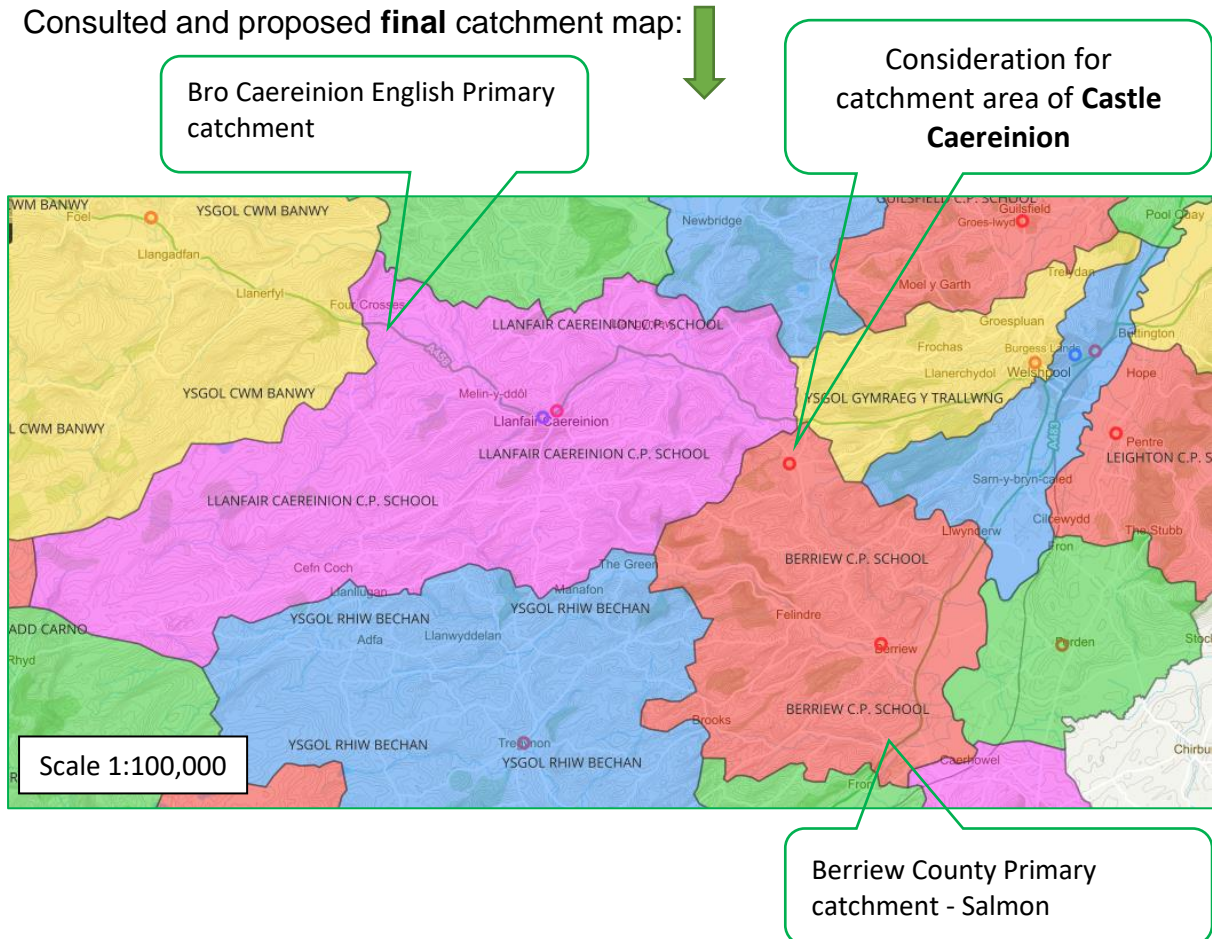 Consulted and proposed final catchment map:
Bro Caereinion English Primary
catchment
Consideration for
catchment area of Castle
Caereinion
WM BANWY
Foel
YSGOL CWM BANWY
Llangadfan
Llanerfyl
Four Crosses
Newbridge
GUILSFIELD C.P. SCHOOL
Guilsfield
Groes-lwyd
Pool Quay
Moel y Garth
Trelydan
LLANFAIR CAEREINION C.P. SCHOOL
A458
Groespluan
Buttington
Frochas
Burgess Lands
Llanerchydol
Welshpool
Hope
YSGOL CWM BANWY
Melin-y-ddôl
YSGOL GYMRAEG Y TRALLWNG
Llanfair Caereinion
A483
L CWM BANWY
Pentre
LLANFAIR CAEREINION C.P. SCHOOL
LEIGHTON C.P. S
Sarn-y-bryn-caled
LLANFAIR CAEREINION C.P. SCHOOL
Cilcewydd
The Stubb
Llwynderw
Fron
BERRIEW C.P. SCHOOL
Cefn Coch
The Green
Llanllugan
Manafon
YSGOL RHIW BECHAN
YSGOL RHIW BECHAN
Felindre
ADD CARNO
Adfa
Llanwyddelan
Berriew
Forden
Stoc
Rhyd
BERRIEW C.P. SCHOOL
Brooks
YSGOL RHIW BECHAN
Tregynon
YSGOL RHIW BECHAN
Chirbu
Caerhowel
Scale 1:100,000
Fron
Berriew County Primary
catchment - Salmon